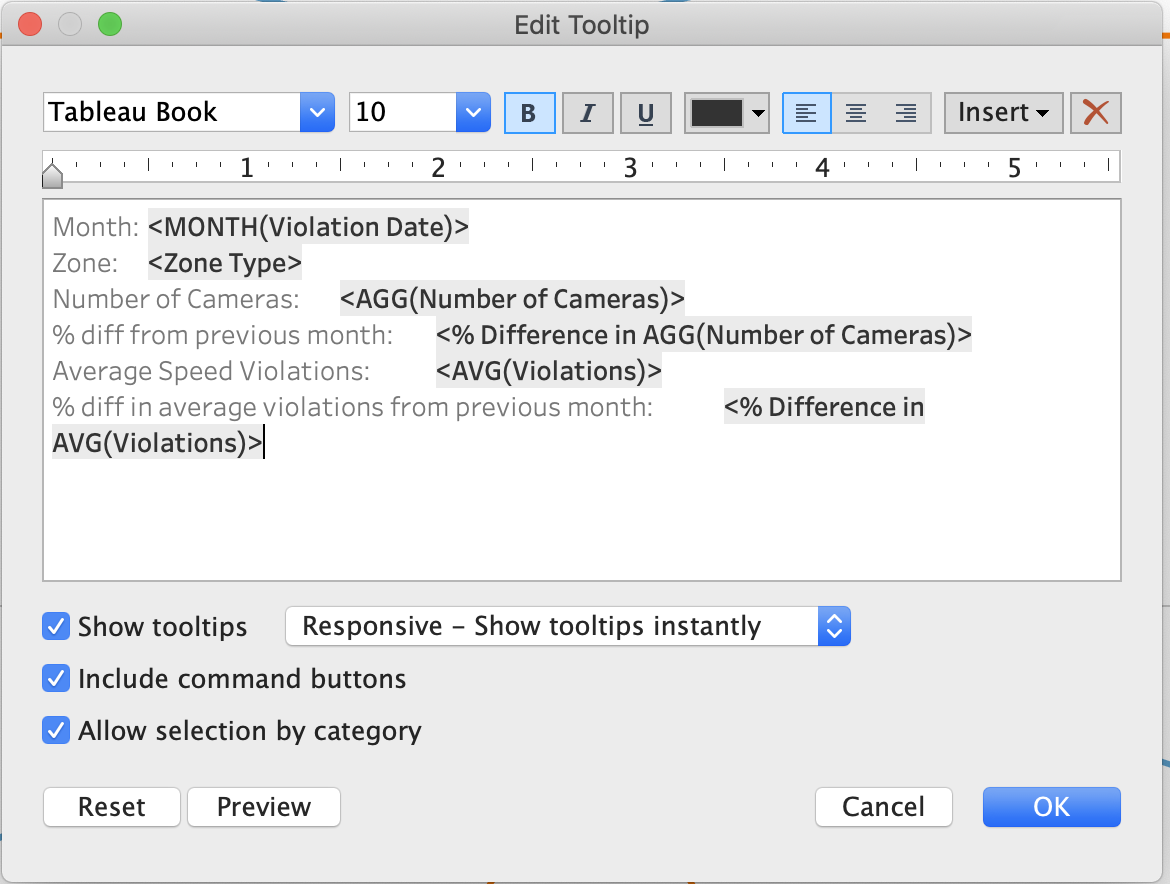 Edit Tooltip
Tableau Book 10 B I U Insert
1 2 3 4 5
Month: <MONTH(Violation Date)>
Zone: <Zone Type>
Number of Cameras: <AGG(Number of Cameras)>
% diff from previous month: <% Difference in AGG(Number of Cameras)>
Average Speed Violations: <AVG(Violations)>
% diff in average violations from previous month: <% Difference in
AVG(Violations)>
Show tooltips Responsive – Show tooltips instantly
Include command buttons
Allow selection by category
Reset Preview Cancel OK